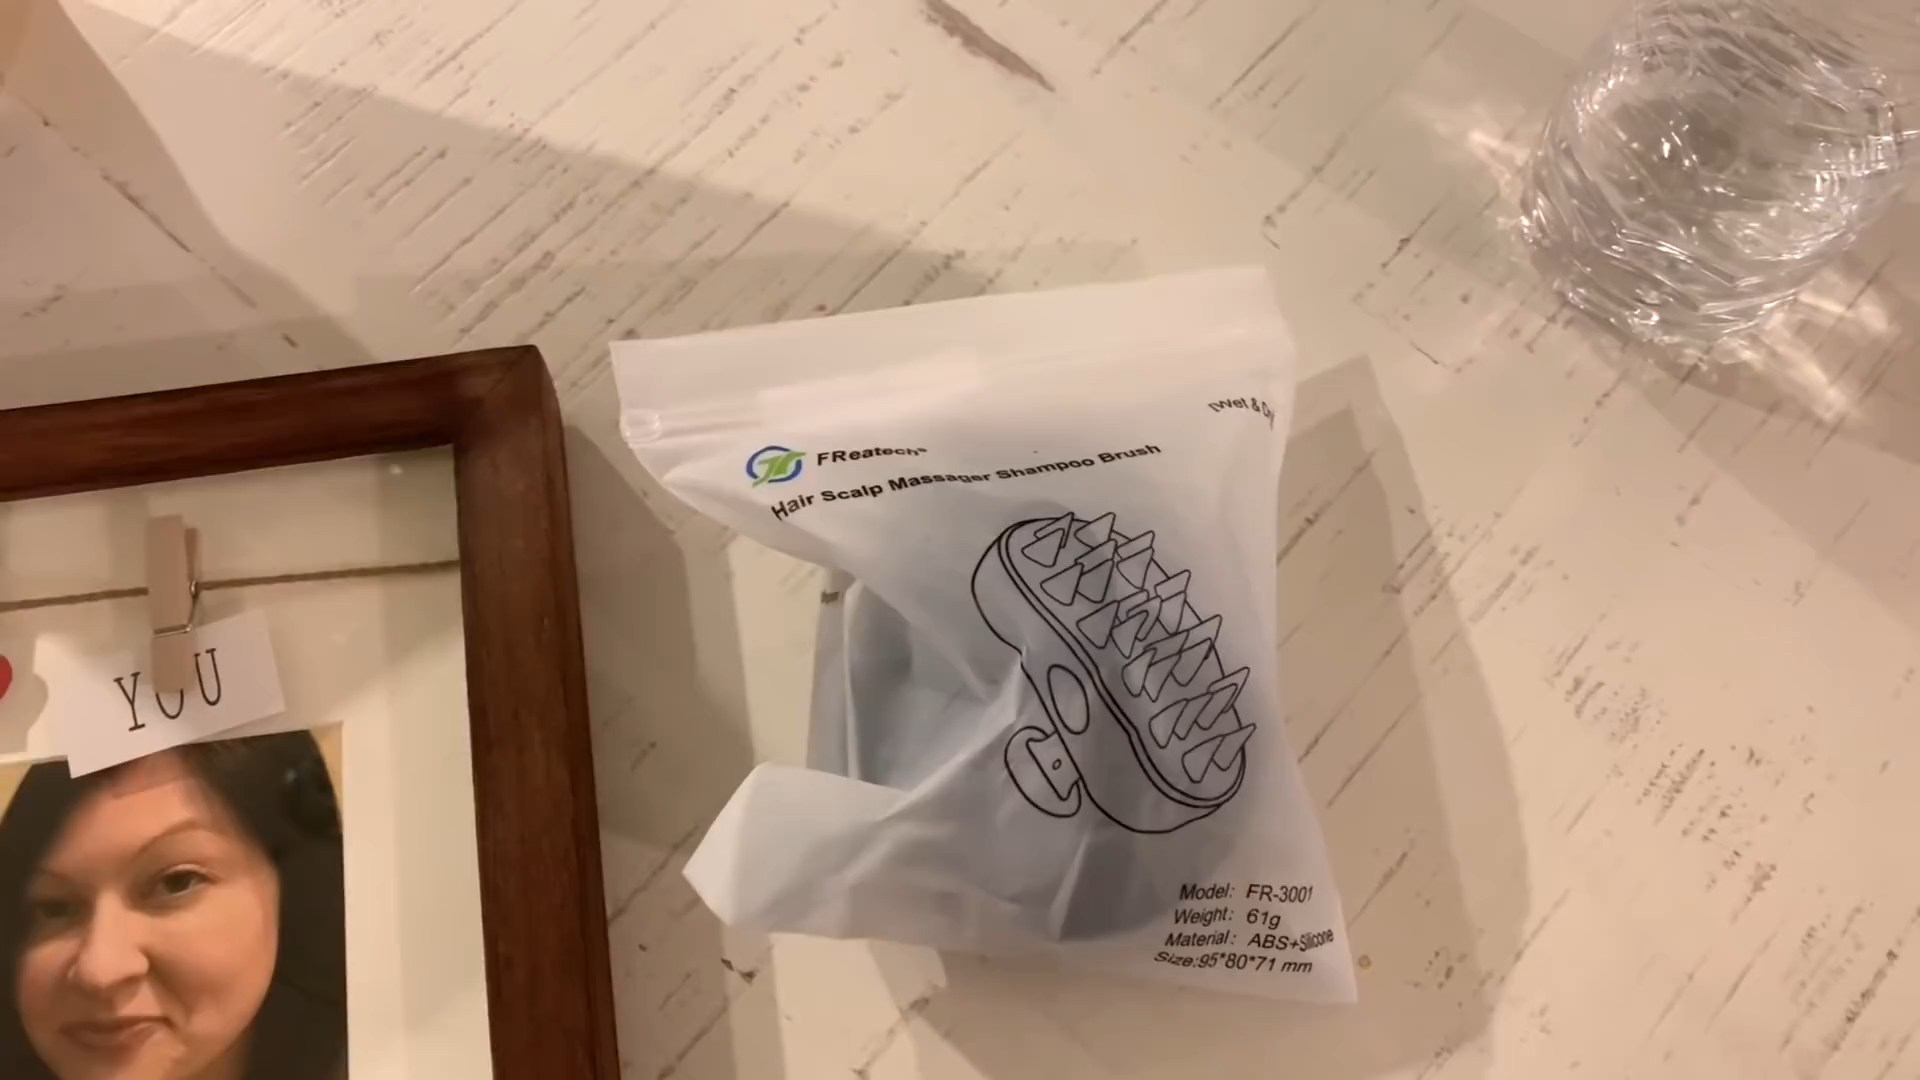 FReatech
Hair Scalp Massager Shampoo Brush
(Wet &
YOU
Model: FR-3001
Weight: 61g
Material: ABS+Silicone
Size:95*80*71 mm